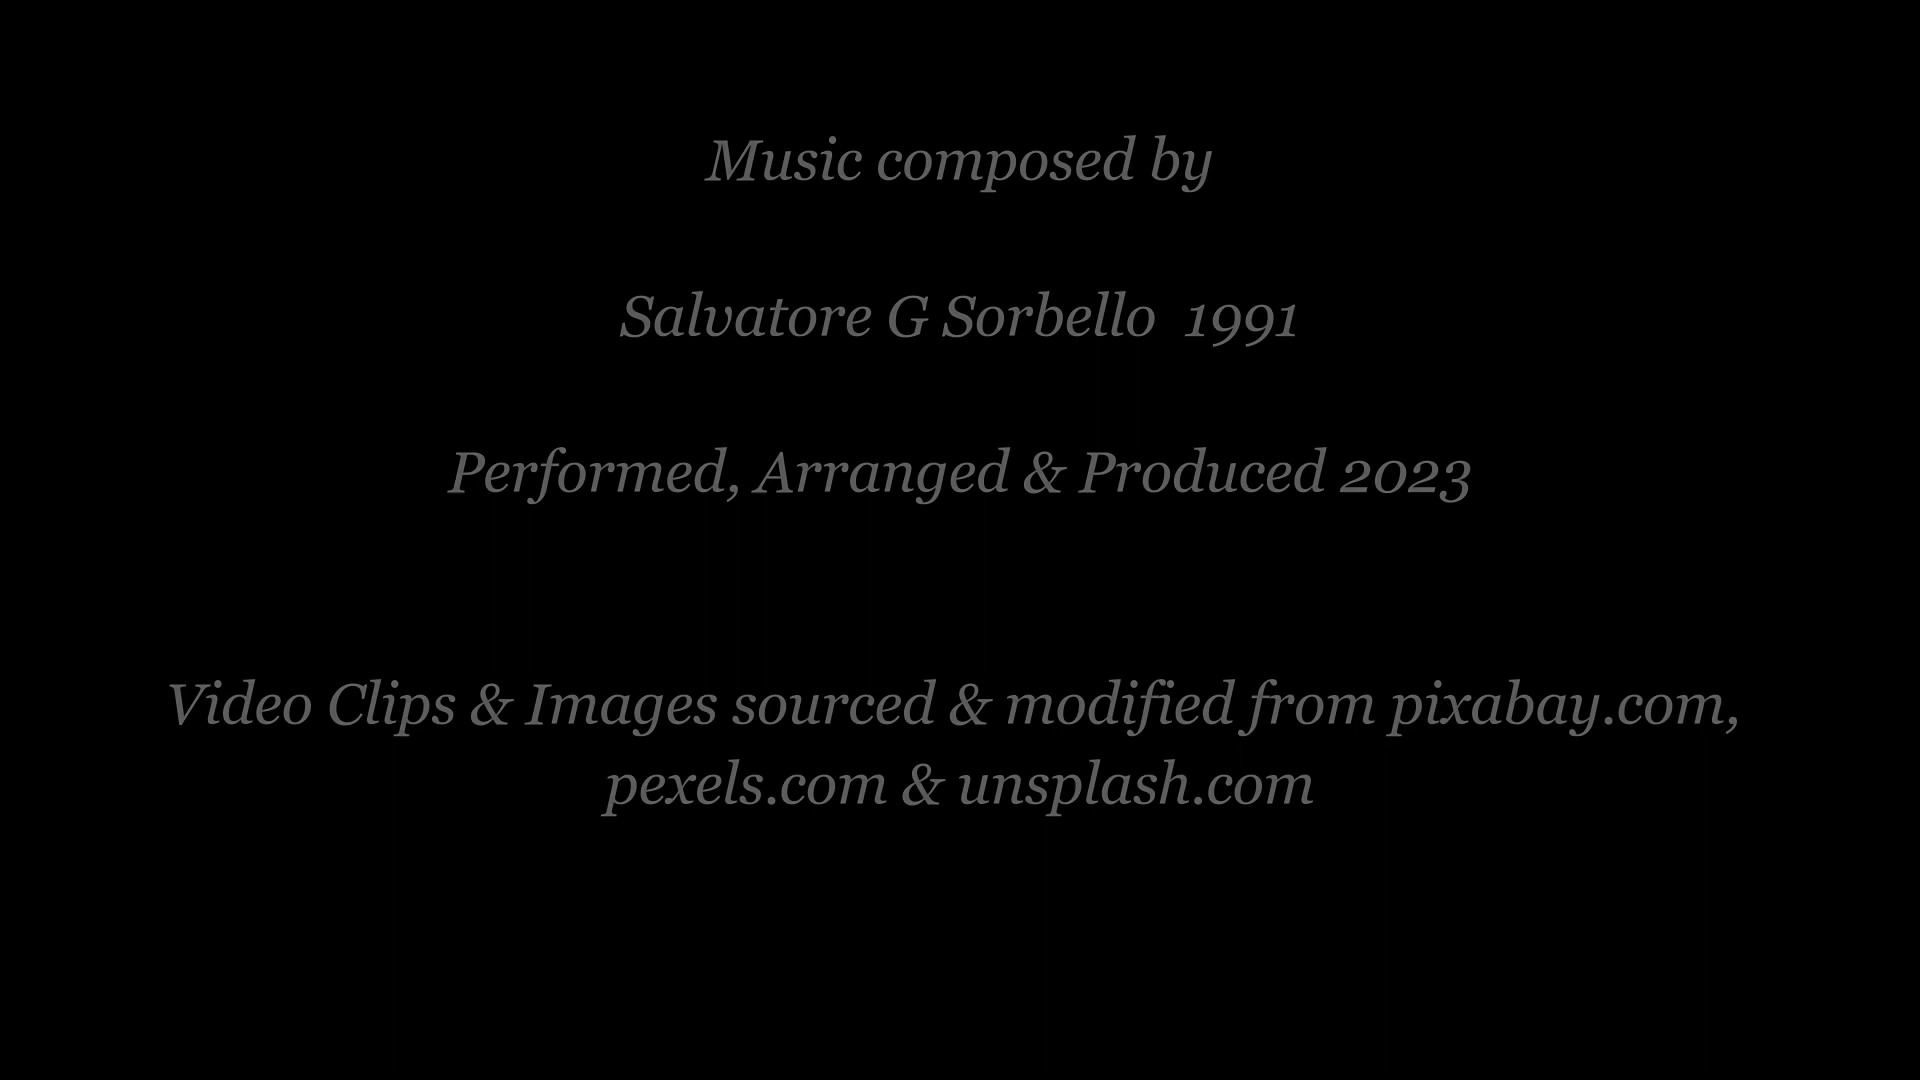 Music composed by
Salvatore G Sorbello  1991
Performed, Arranged & Produced 2023
Video Clips & Images sourced & modified from pixabay.com,
pexels.com & unsplash.com